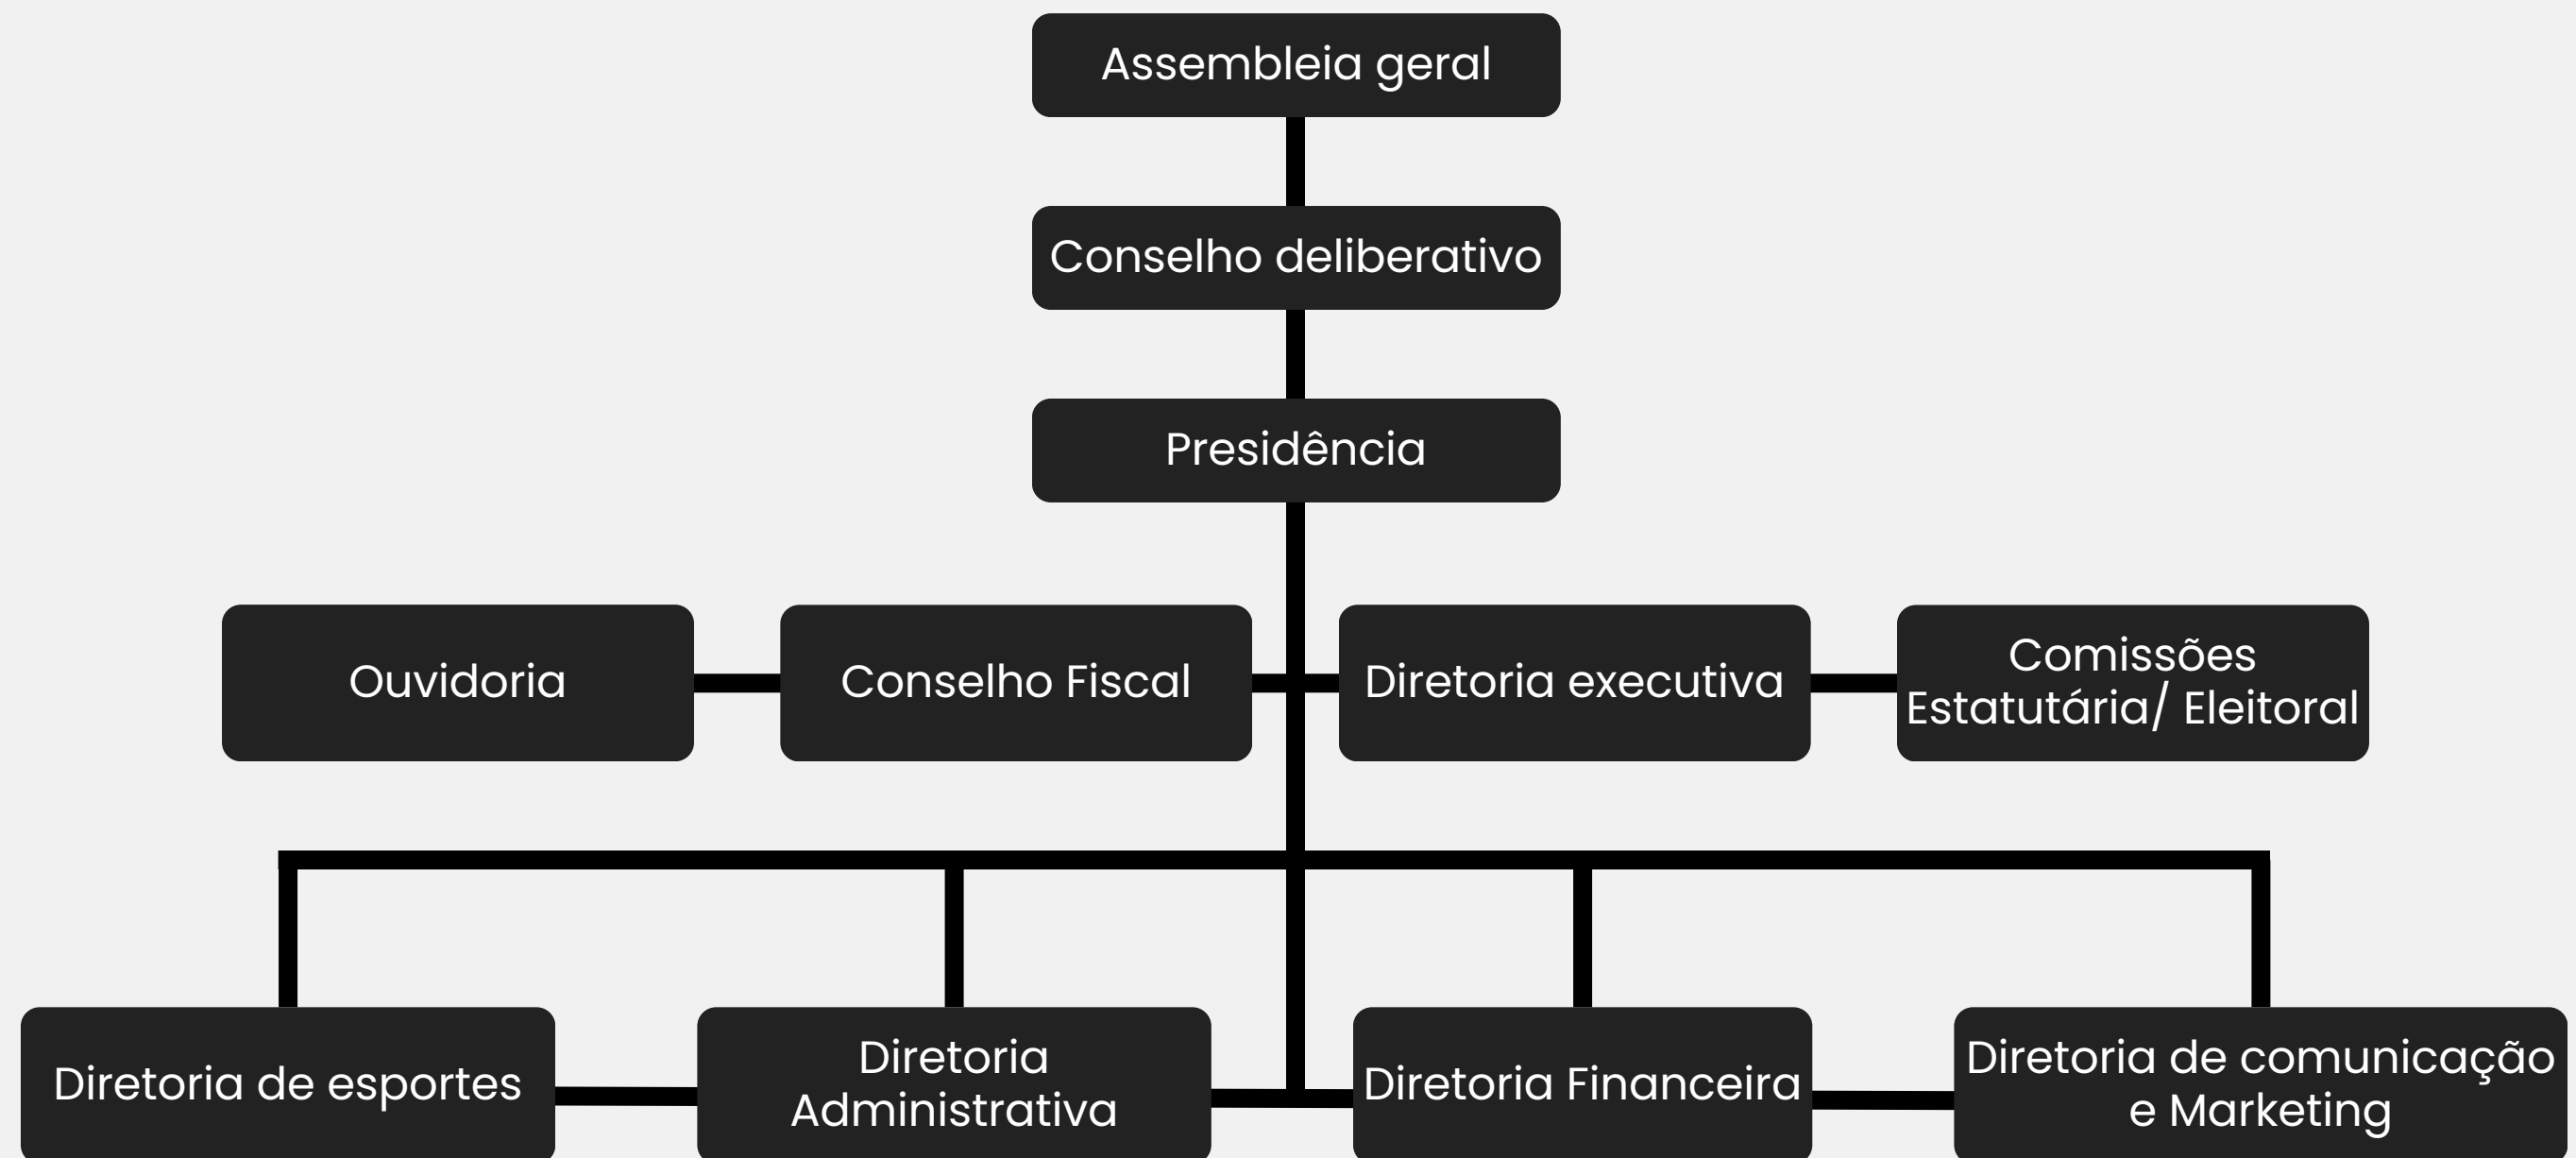 Assembleia geral
Conselho deliberativo
Presidência
Ouvidoria
Conselho Fiscal
Diretoria executiva
Comissões
Estatutária/ Eleitoral
Diretoria de esportes
Diretoria
Administrativa
Diretoria Financeira
Diretoria de comunicação
e Marketing